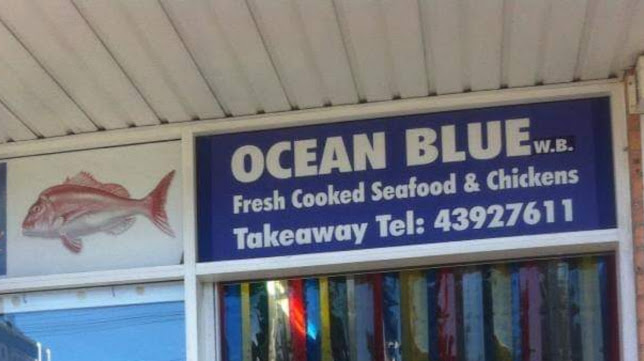 OCEAN BLUE W.B.
Fresh Cooked Seafood & Chickens
Takeaway Tel: 43927611